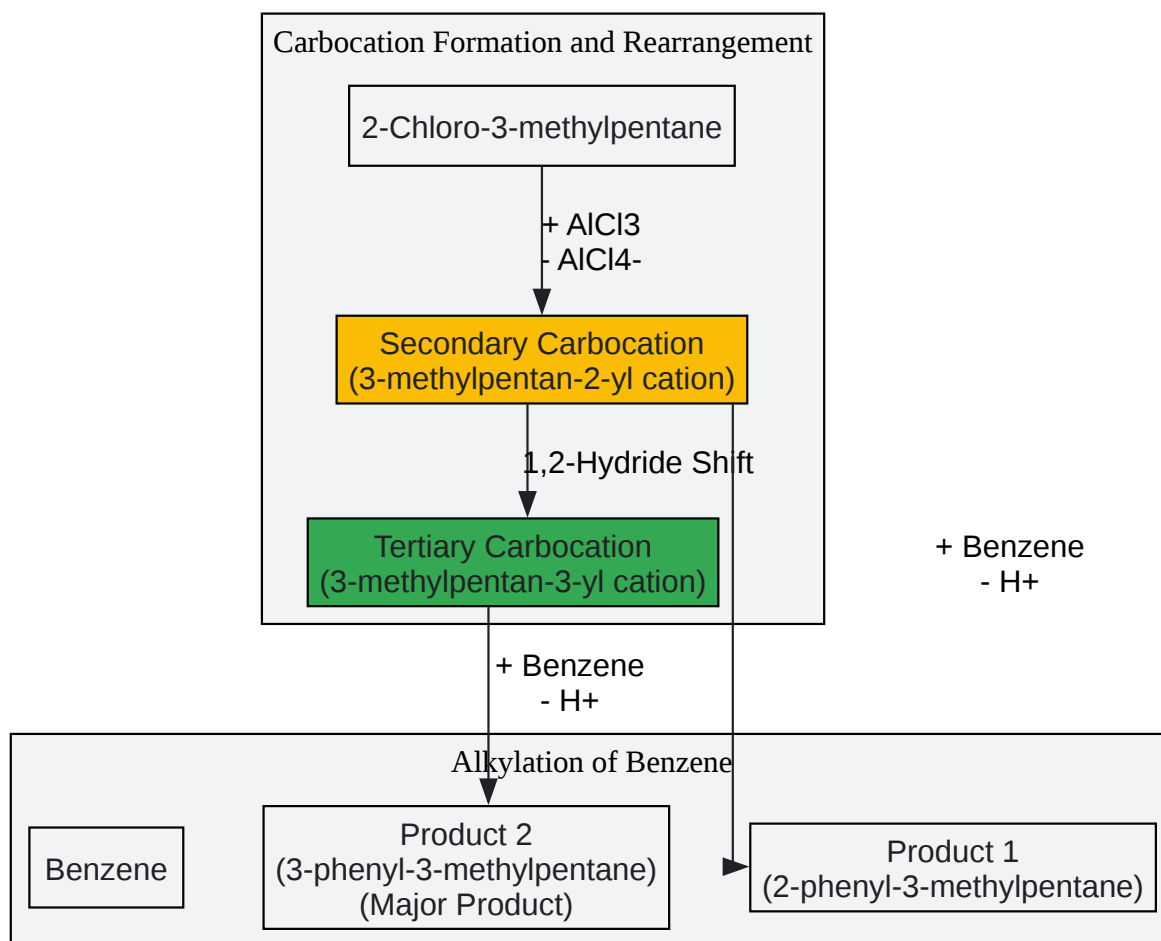 Carbocation Formation and Rearrangement
2-Chloro-3-methylpentane
+ AlCl3
- AlCl4-
Secondary Carbocation
(3-methylpentan-2-yl cation)
1,2-Hydride Shift
Tertiary Carbocation
(3-methylpentan-3-yl cation)
+ Benzene
- H+
+ Benzene
- H+
Alkylation of Benzene
Benzene
Product 2
(3-phenyl-3-methylpentane)
(Major Product)
Product 1
(2-phenyl-3-methylpentane)